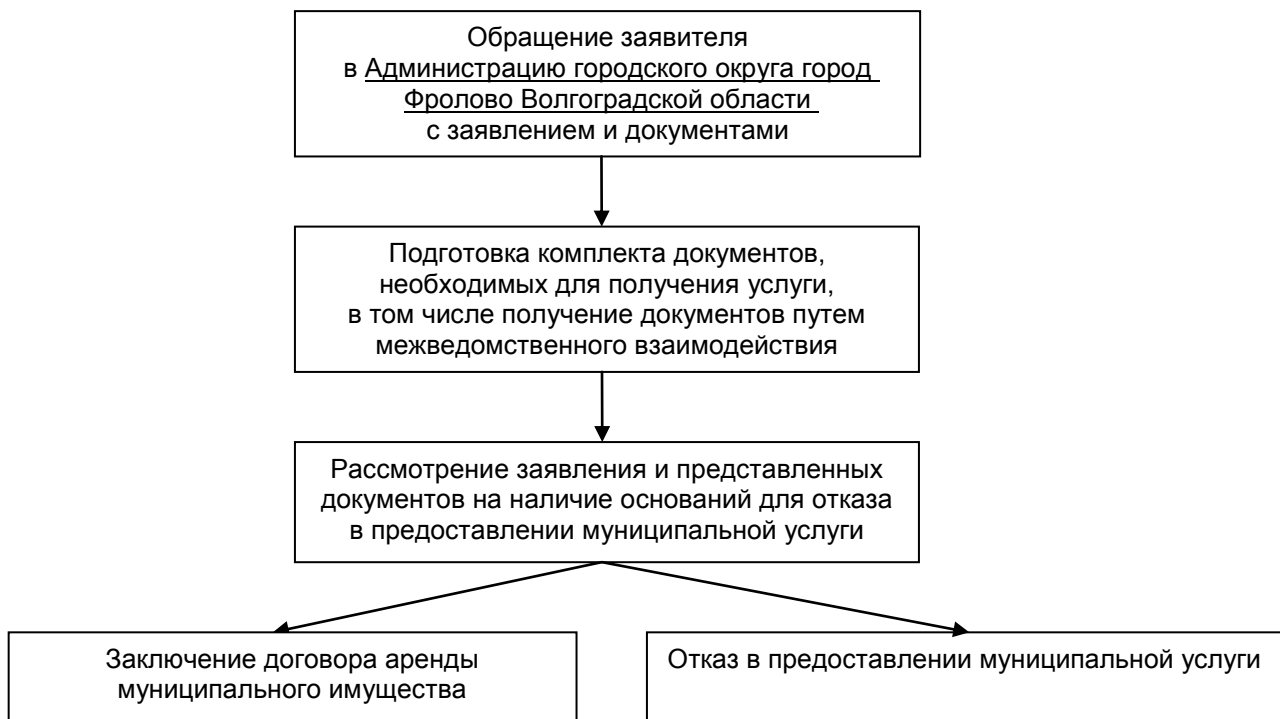 Обращение заявителя
в Администрацию городского округа город
Фролово Волгоградской области
с заявлением и документами
Подготовка комплекта документов,
необходимых для получения услуги,
в том числе получение документов путем
межведомственного взаимодействия
Рассмотрение заявления и представленных
документов на наличие оснований для отказа
в предоставлении муниципальной услуги
Заключение договора аренды
муниципального имущества
Отказ в предоставлении муниципальной услуги